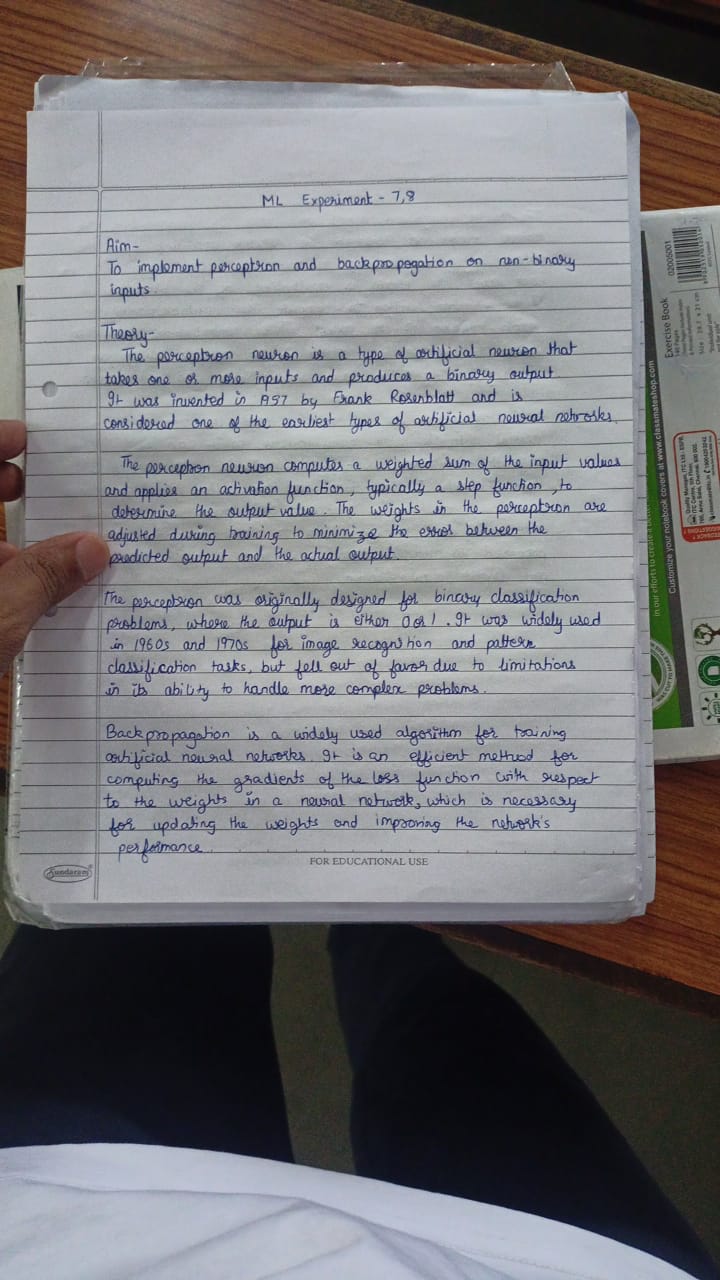 ML Experiment - 7,8
Aim-
To implement perceptron and backpropogation on non-binary
inputs.
Theory-
The perceptron neuron is a type of artificial neuron that
takes one or more inputs and produces a binary output
It was invented in 1957 by Frank Rosenblatt and is
considered one of the earliest types of artificial neural networks.
The perceptron neuron computes a weighted sum of the input values
and applies an activation function, typically a step function, to
determine the output value. The weights in the perceptron are
adjusted during training to minimize the error between the
predicted output and the actual output.
The perceptron was originally designed for binary classification
problems, where the output is either 0 or 1. It was widely used
in 1960s and 1970s for image recognition and pattern
classification tasks, but fell out of favor due to limitations
in its ability to handle more complex problems.
Backpropagation is a widely used algorithm for training
artificial neural networks. It is an efficient method for
computing the gradients of the loss function with respect
to the weights in a neural network, which is necessary
for updating the weights and improving the network's
performance.
FOR EDUCATIONAL USE
Sundaram
Exercise Book
02005001
Customize your notebook covers at www.classmateshop.com